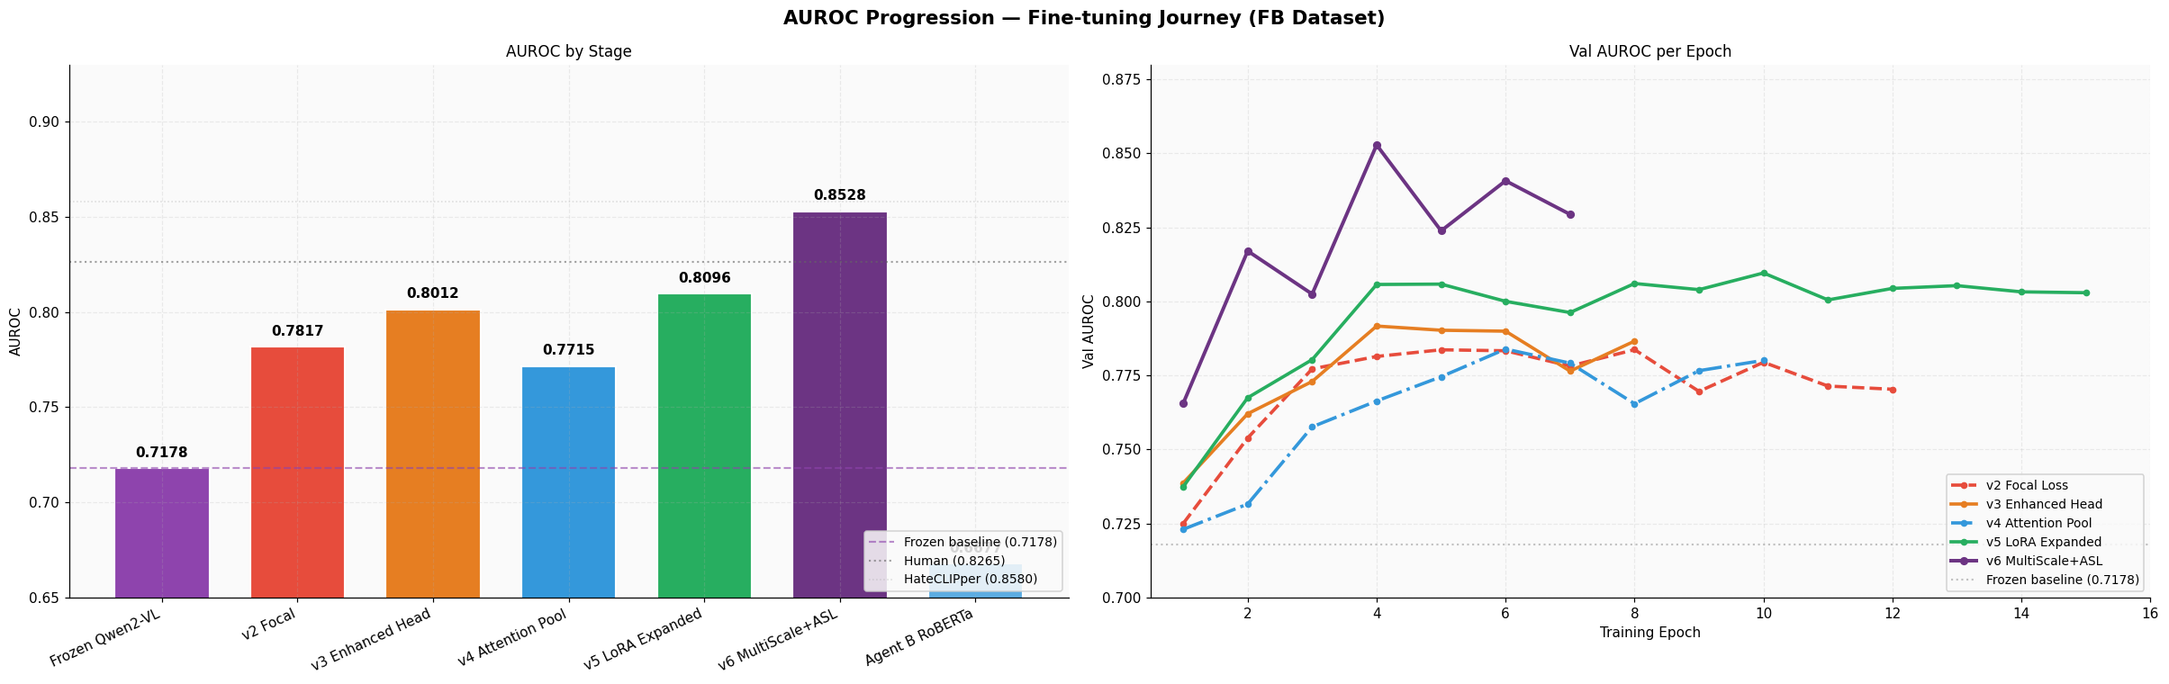 AUROC Progression — Fine-tuning Journey (FB Dataset)
AUROC by Stage
AUROC
0.90
0.85
0.80
0.75
0.70
0.65
0.7178
0.7817
0.8012
0.7715
0.8096
0.8528
Frozen baseline (0.7178)
Human (0.8265)
HateCLIPper (0.8580)
Frozen Qwen2-VL
v2 Focal
v3 Enhanced Head
v4 Attention Pool
v5 LoRA Expanded
v6 MultiScale+ASL
Agent B RoBERTa
Val AUROC per Epoch
Val AUROC
0.875
0.850
0.825
0.800
0.775
0.750
0.725
0.700
v2 Focal Loss
v3 Enhanced Head
v4 Attention Pool
v5 LoRA Expanded
v6 MultiScale+ASL
Frozen baseline (0.7178)
2 4 6 8 10 12 14 16
Training Epoch